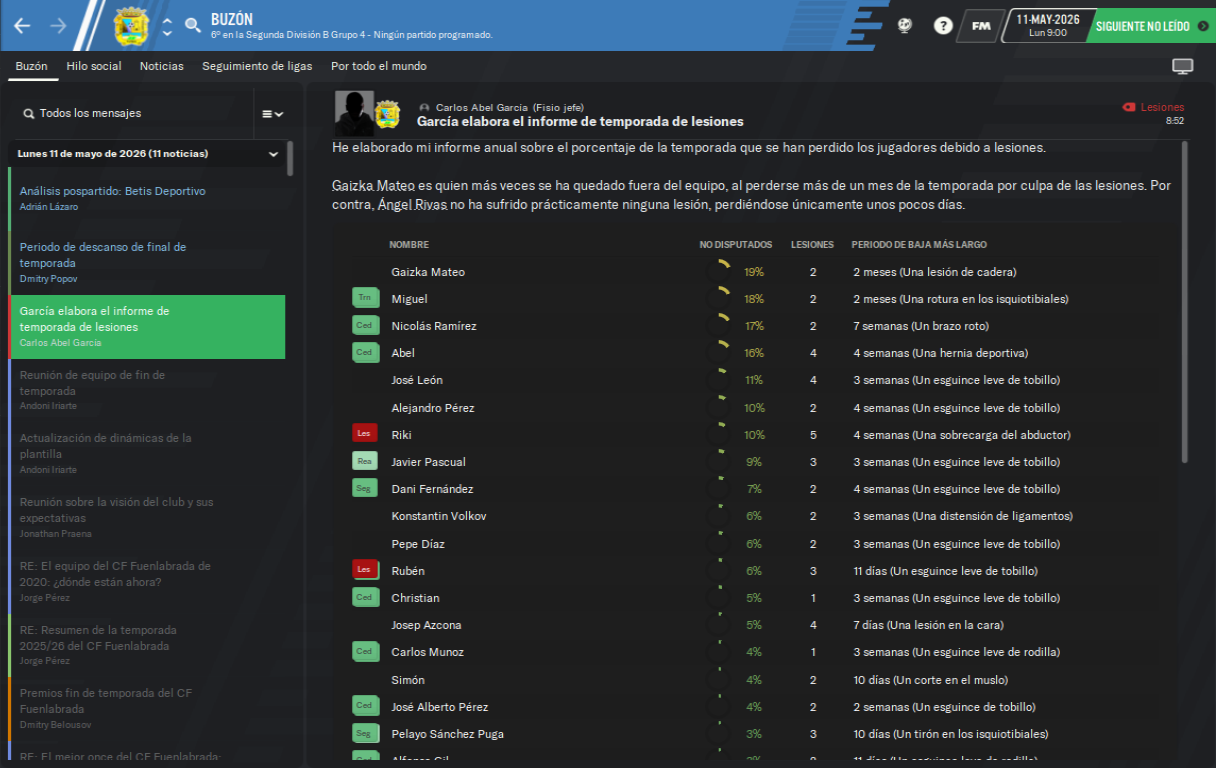 BUZÓN
6º en la Segunda División B Grupo 4 - Ningún partido programado.
?
FM
11-MAY-2026
Lun 9:00
SIGUIENTE NO LEÍDO
Buzón Hilo social Noticias Seguimiento de ligas Por todo el mundo
Todos los mensajes
Lunes 11 de mayo de 2026 (11 noticias)
Análisis pospartido: Betis Deportivo
Adrián Lázaro
Periodo de descanso de final de
temporada
Dmitry Popov
García elabora el informe de
temporada de lesiones
Carlos Abel García
Reunión de equipo de fin de
temporada
Andoni Iriarte
Actualización de dinámicas de la
plantilla
Andoni Iriarte
Reunión sobre la visión del club y sus
expectativas
Jonathan Praena
RE: El equipo del CF Fuenlabrada de
2020: ¿dónde están ahora?
Jorge Pérez
RE: Resumen de la temporada
2025/26 del CF Fuenlabrada
Jorge Pérez
Premios fin de temporada del CF
Fuenlabrada
Dmitry Belousov
RE: El mejor once del CF Fuenlabrada:
Carlos Abel García (Fisio jefe)
García elabora el informe de temporada de lesiones
Lesiones
8:52
He elaborado mi informe anual sobre el porcentaje de la temporada que se han perdido los jugadores debido a lesiones.
Gaizka Mateo es quien más veces se ha quedado fuera del equipo, al perderse más de un mes de la temporada por culpa de las lesiones. Por
contra, Ángel Rivas no ha sufrido prácticamente ninguna lesión, perdiéndose únicamente unos pocos días.
NOMBRE NO DISPUTADOS LESIONES PERIODO DE BAJA MÁS LARGO
Gaizka Mateo 19% 2 2 meses (Una lesión de cadera)
Trn Miguel 18% 2 2 meses (Una rotura en los isquiotibiales)
Ced Nicolás Ramírez 17% 2 7 semanas (Un brazo roto)
Ced Abel 16% 4 4 semanas (Una hernia deportiva)
José León 11% 4 3 semanas (Un esguince leve de tobillo)
Alejandro Pérez 10% 2 4 semanas (Un esguince leve de tobillo)
Les Riki 10% 5 4 semanas (Una sobrecarga del abductor)
Rea Javier Pascual 9% 3 3 semanas (Un esguince leve de tobillo)
Seg Dani Fernández 7% 2 4 semanas (Un esguince leve de tobillo)
Konstantin Volkov 6% 2 3 semanas (Una distensión de ligamentos)
Pepe Díaz 6% 2 3 semanas (Un esguince leve de tobillo)
Les Rubén 6% 3 11 días (Un esguince leve de tobillo)
Ced Christian 5% 1 3 semanas (Un esguince leve de tobillo)
Josep Azcona 5% 4 7 días (Una lesión en la cara)
Ced Carlos Munoz 4% 1 3 semanas (Un esguince leve de rodilla)
Simón 4% 2 10 días (Un corte en el muslo)
Ced José Alberto Pérez 4% 2 2 semanas (Un esguince de tobillo)
Seg Pelayo Sánchez Puga 3% 3 10 días (Un tirón en los isquiotibiales)